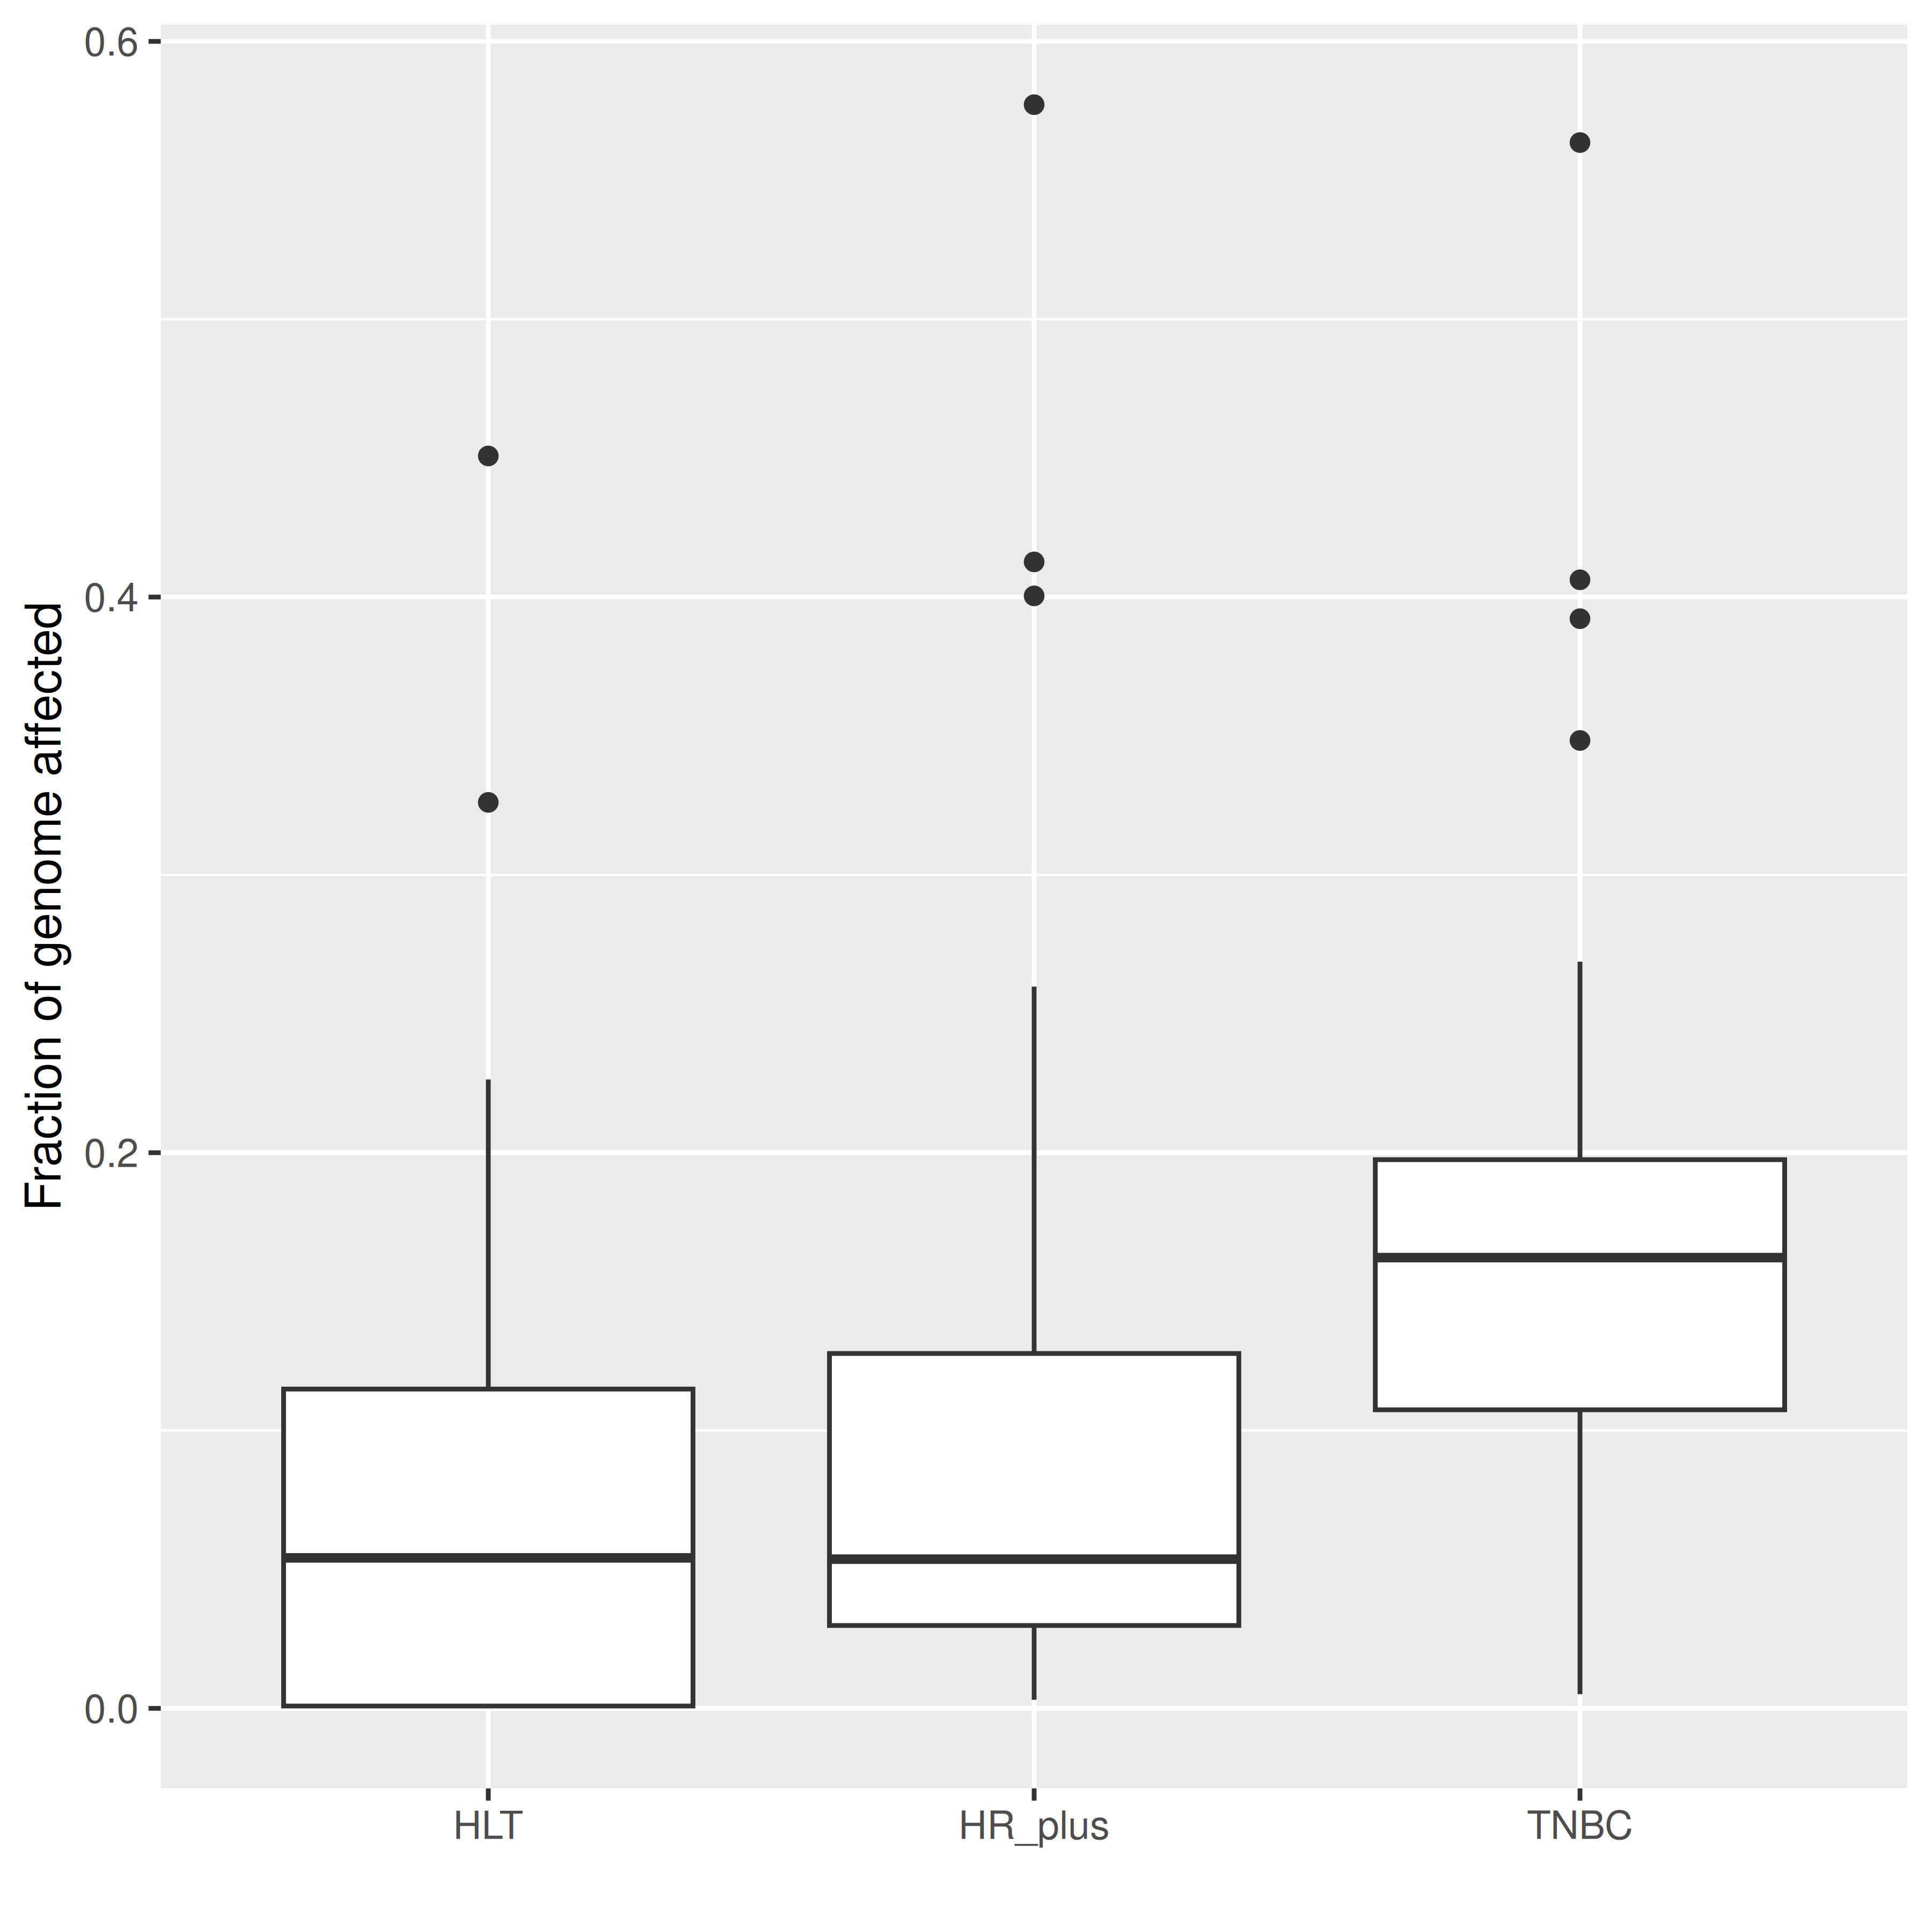 Fraction of genome affected
0.6
0.4
0.2
0.0
HLT
HR_plus
TNBC